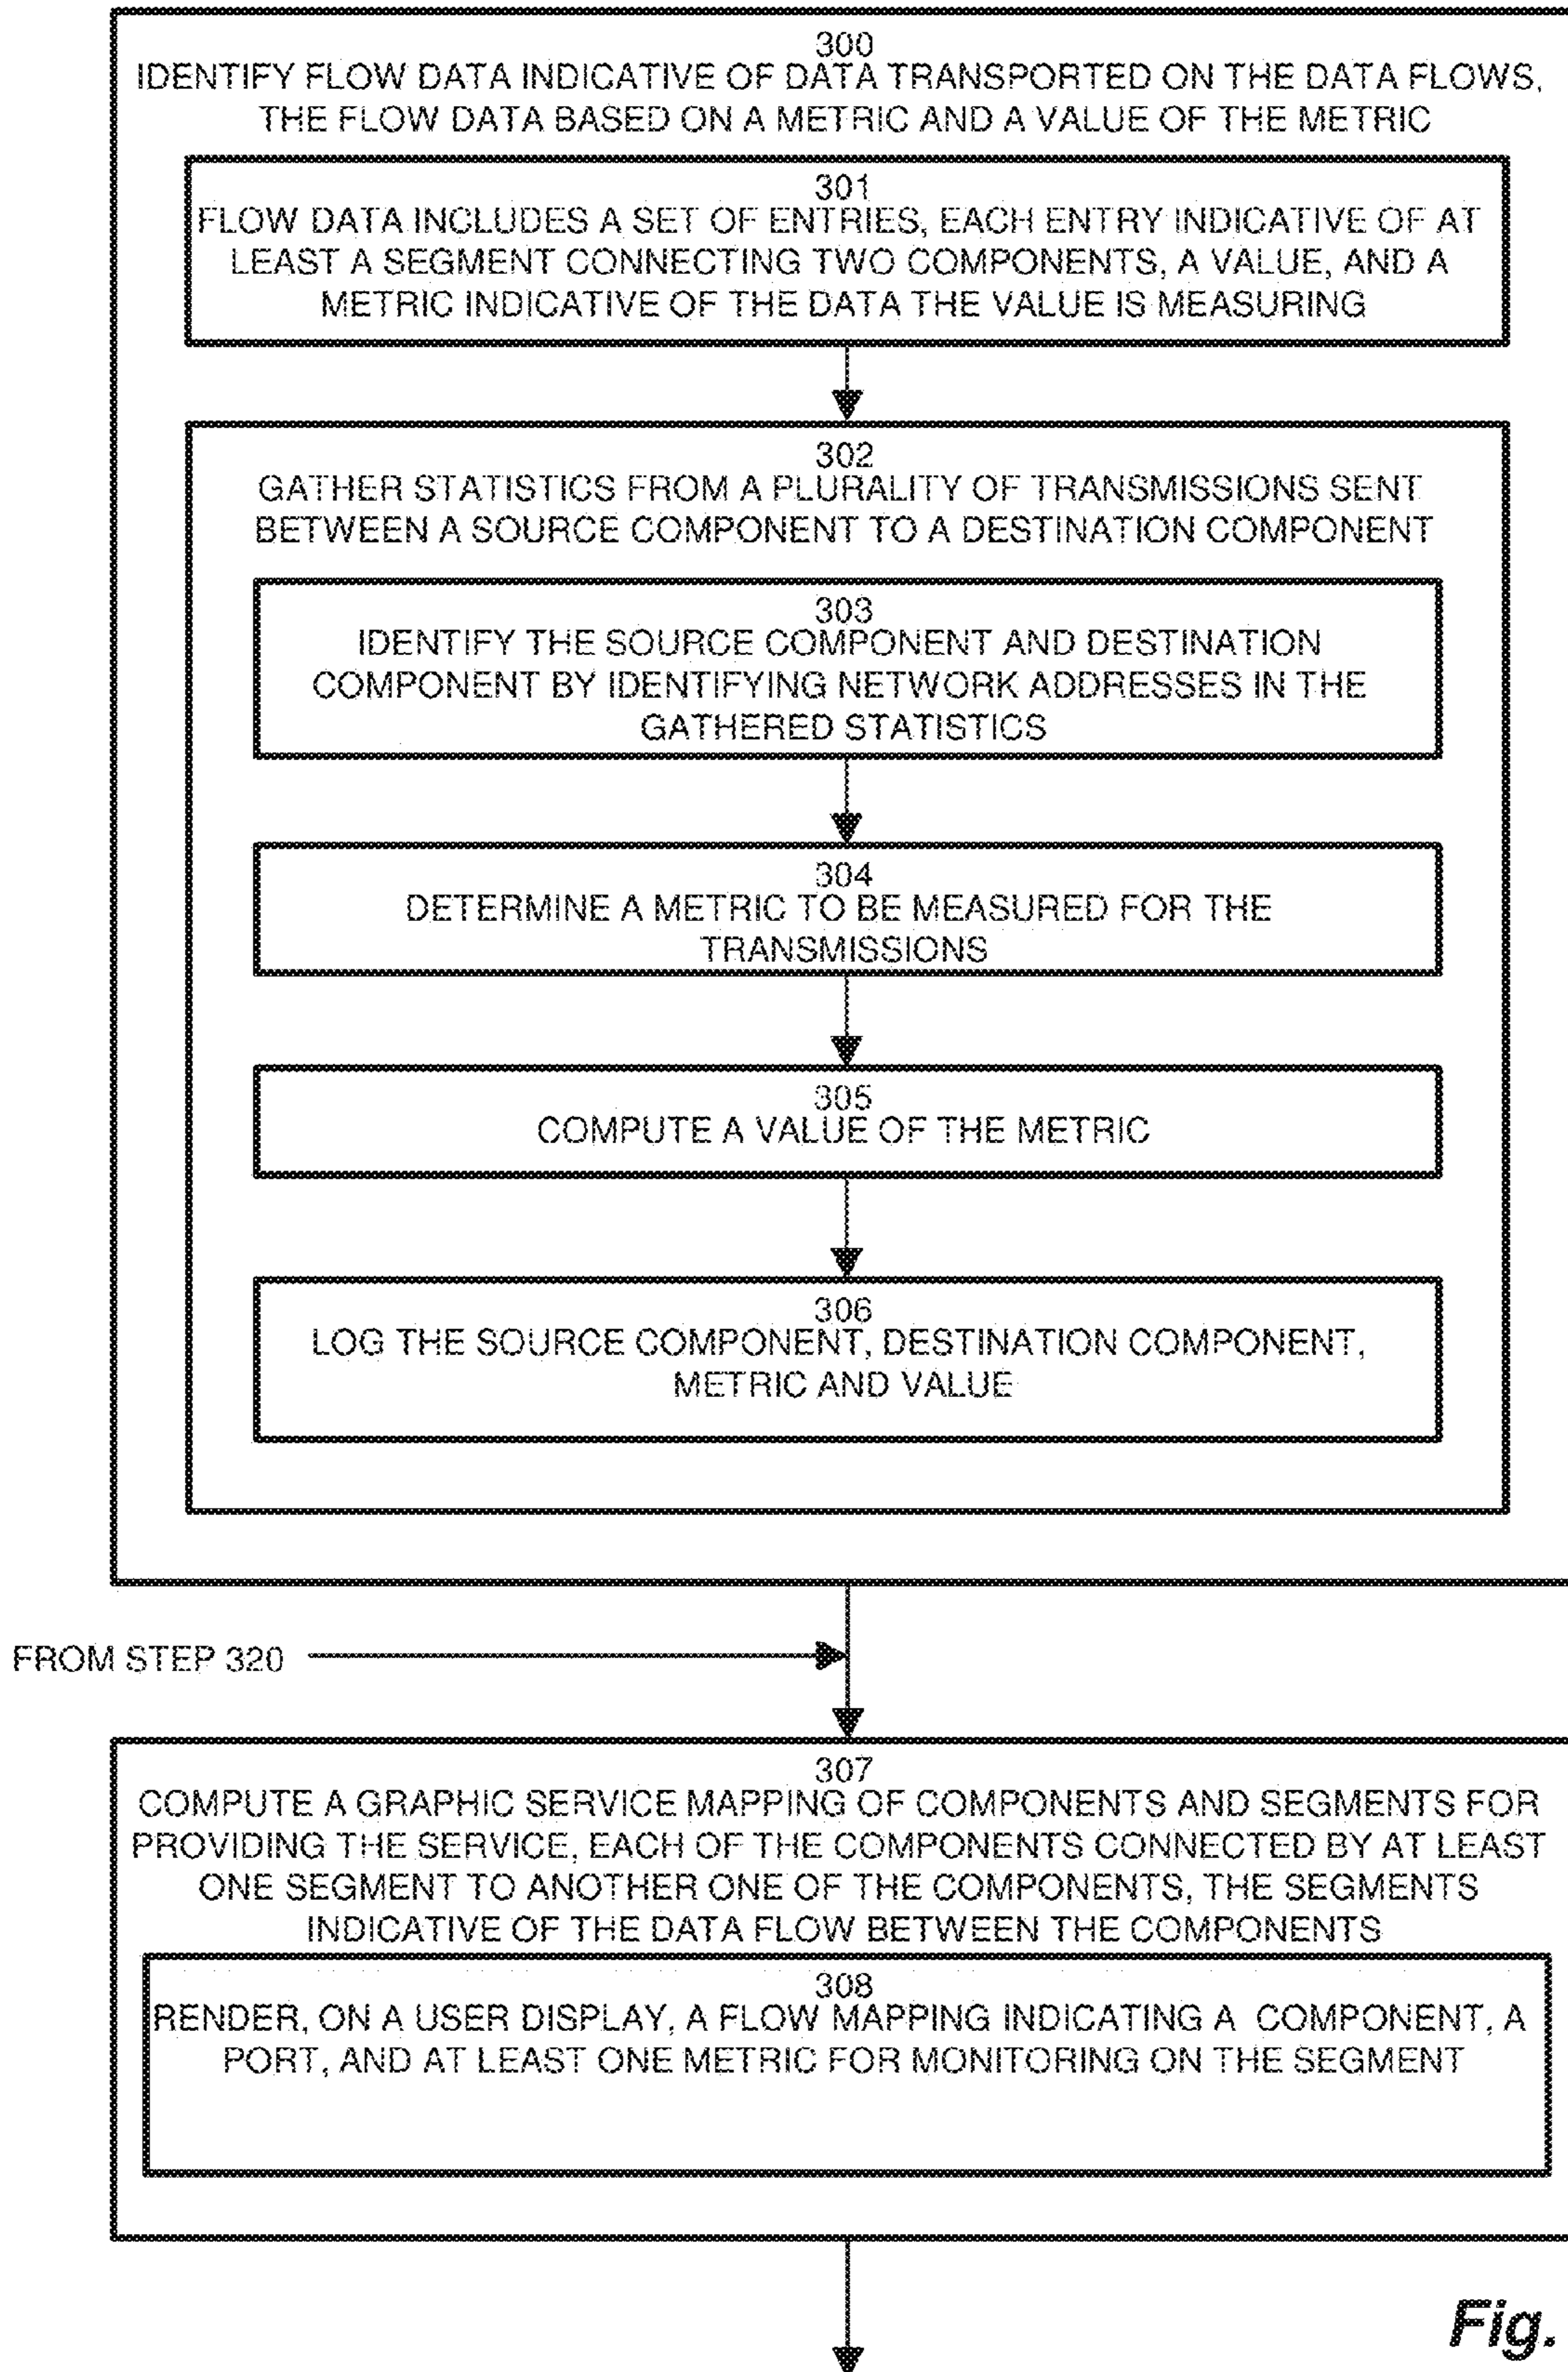 300
IDENTIFY FLOW DATA INDICATIVE OF DATA TRANSPORTED ON THE DATA FLOWS,
THE FLOW DATA BASED ON A METRIC AND A VALUE OF THE METRIC
301
FLOW DATA INCLUDES A SET OF ENTRIES, EACH ENTRY INDICATIVE OF AT
LEAST A SEGMENT CONNECTING TWO COMPONENTS, A VALUE, AND A
METRIC INDICATIVE OF THE DATA THE VALUE IS MEASURING
302
GATHER STATISTICS FROM A PLURALITY OF TRANSMISSIONS SENT
BETWEEN A SOURCE COMPONENT TO A DESTINATION COMPONENT
303
IDENTIFY THE SOURCE COMPONENT AND DESTINATION
COMPONENT BY IDENTIFYING NETWORK ADDRESSES IN THE
GATHERED STATISTICS
304
DETERMINE A METRIC TO BE MEASURED FOR THE
TRANSMISSIONS
305
COMPUTE A VALUE OF THE METRIC
306
LOG THE SOURCE COMPONENT, DESTINATION COMPONENT,
METRIC AND VALUE
FROM STEP 320
307
COMPUTE A GRAPHIC SERVICE MAPPING OF COMPONENTS AND SEGMENTS FOR
PROVIDING THE SERVICE, EACH OF THE COMPONENTS CONNECTED BY AT LEAST
ONE SEGMENT TO ANOTHER ONE OF THE COMPONENTS, THE SEGMENTS
INDICATIVE OF THE DATA FLOW BETWEEN THE COMPONENTS
308
RENDER, ON A USER DISPLAY, A FLOW MAPPING INDICATING A COMPONENT, A
PORT, AND AT LEAST ONE METRIC FOR MONITORING ON THE SEGMENT
Fig.